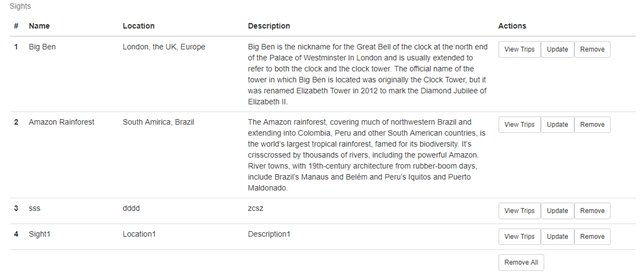 Sights
# Name Location Description Actions
1 Big Ben London, the UK, Europe Big Ben is the nickname for the Great Bell of the clock at the north end View Trips Update Remove
of the Palace of Westminster in London and is usually extended to
refer to both the clock and the clock tower. The official name of the
tower in which Big Ben is located was originally the Clock Tower, but it
was renamed Elizabeth Tower in 2012 to mark the Diamond Jubilee of
Elizabeth II.
2 Amazon Rainforest South Amirica, Brazil The Amazon rainforest, covering much of northwestern Brazil and View Trips Update Remove
extending into Colombia, Peru and other South American countries, is
the world's largest tropical rainforest, famed for its biodiversity. It's
crisscrossed by thousands of rivers, including the powerful Amazon.
River towns, with 19th-century architecture from rubber-boom days,
include Brazil's Manaus and Belém and Peru's Iquitos and Puerto
Maldonado.
3 sss dddd zcsz View Trips Update Remove
4 Sight1 Location1 Description1 View Trips Update Remove
Remove All